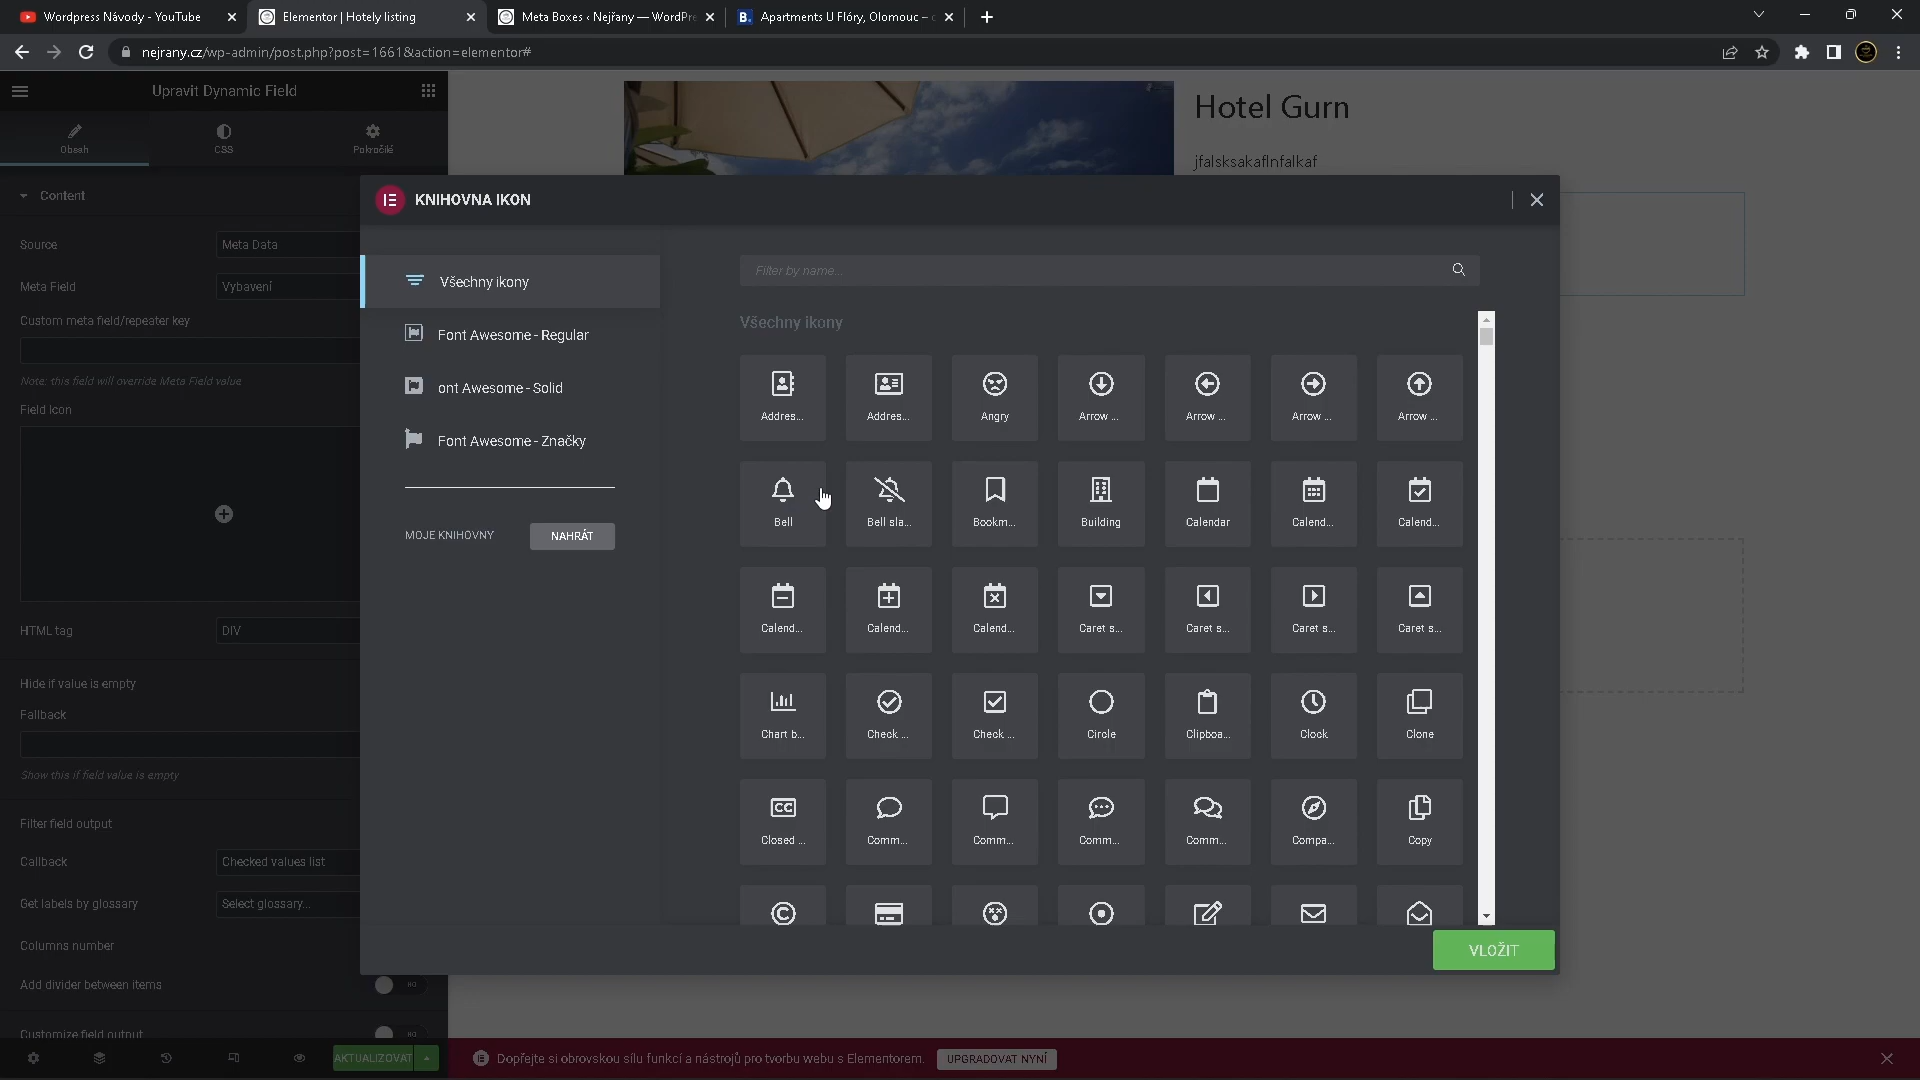 Wordpress Návody - YouTube
Elementor | Hotely listing
Meta Boxes ‹ Nejřany — WordPre
Apartments U Flóry, Olomouc –
nejrany.cz/wp-admin/post.php?post=1661&action=elementor#
Upravit Dynamic Field
Obsah
CSS
Pokročilé
Content
Source
Meta Data
Meta Field
Vybavení
Custom meta field/repeater key
Note: this field will override Meta Field value
Field Icon
HTML tag
DIV
Hide if value is empty
Fallback
Show this if field value is empty
Filter field output
Callback
Checked values list
Get labels by glossary
Select glossary...
Columns number
Add divider between items
NO
Customize field output
NO
AKTUALIZOVAT
Hotel Gurn
jfalsksakaflnfalkaf
KNIHOVNA IKON
Všechny ikony
Font Awesome - Regular
ont Awesome - Solid
Font Awesome - Značky
MOJE KNIHOVNY
NAHRÁT
Filter by name...
Všechny ikony
Addres...
Addres...
Angry
Arrow ...
Arrow ...
Arrow ...
Arrow ...
Bell
Bell sla...
Bookm...
Building
Calendar
Calend...
Calend...
Calend...
Calend...
Calend...
Caret s...
Caret s...
Caret s...
Caret s...
Chart b...
Check ...
Check ...
Circle
Clipboa...
Clock
Clone
Closed ...
Comm...
Comm...
Comm...
Comm...
Compa...
Copy
VLOŽIT
Dopřejte si obrovskou sílu funkcí a nástrojů pro tvorbu webu s Elementorem.
UPGRADOVAT NYNÍ